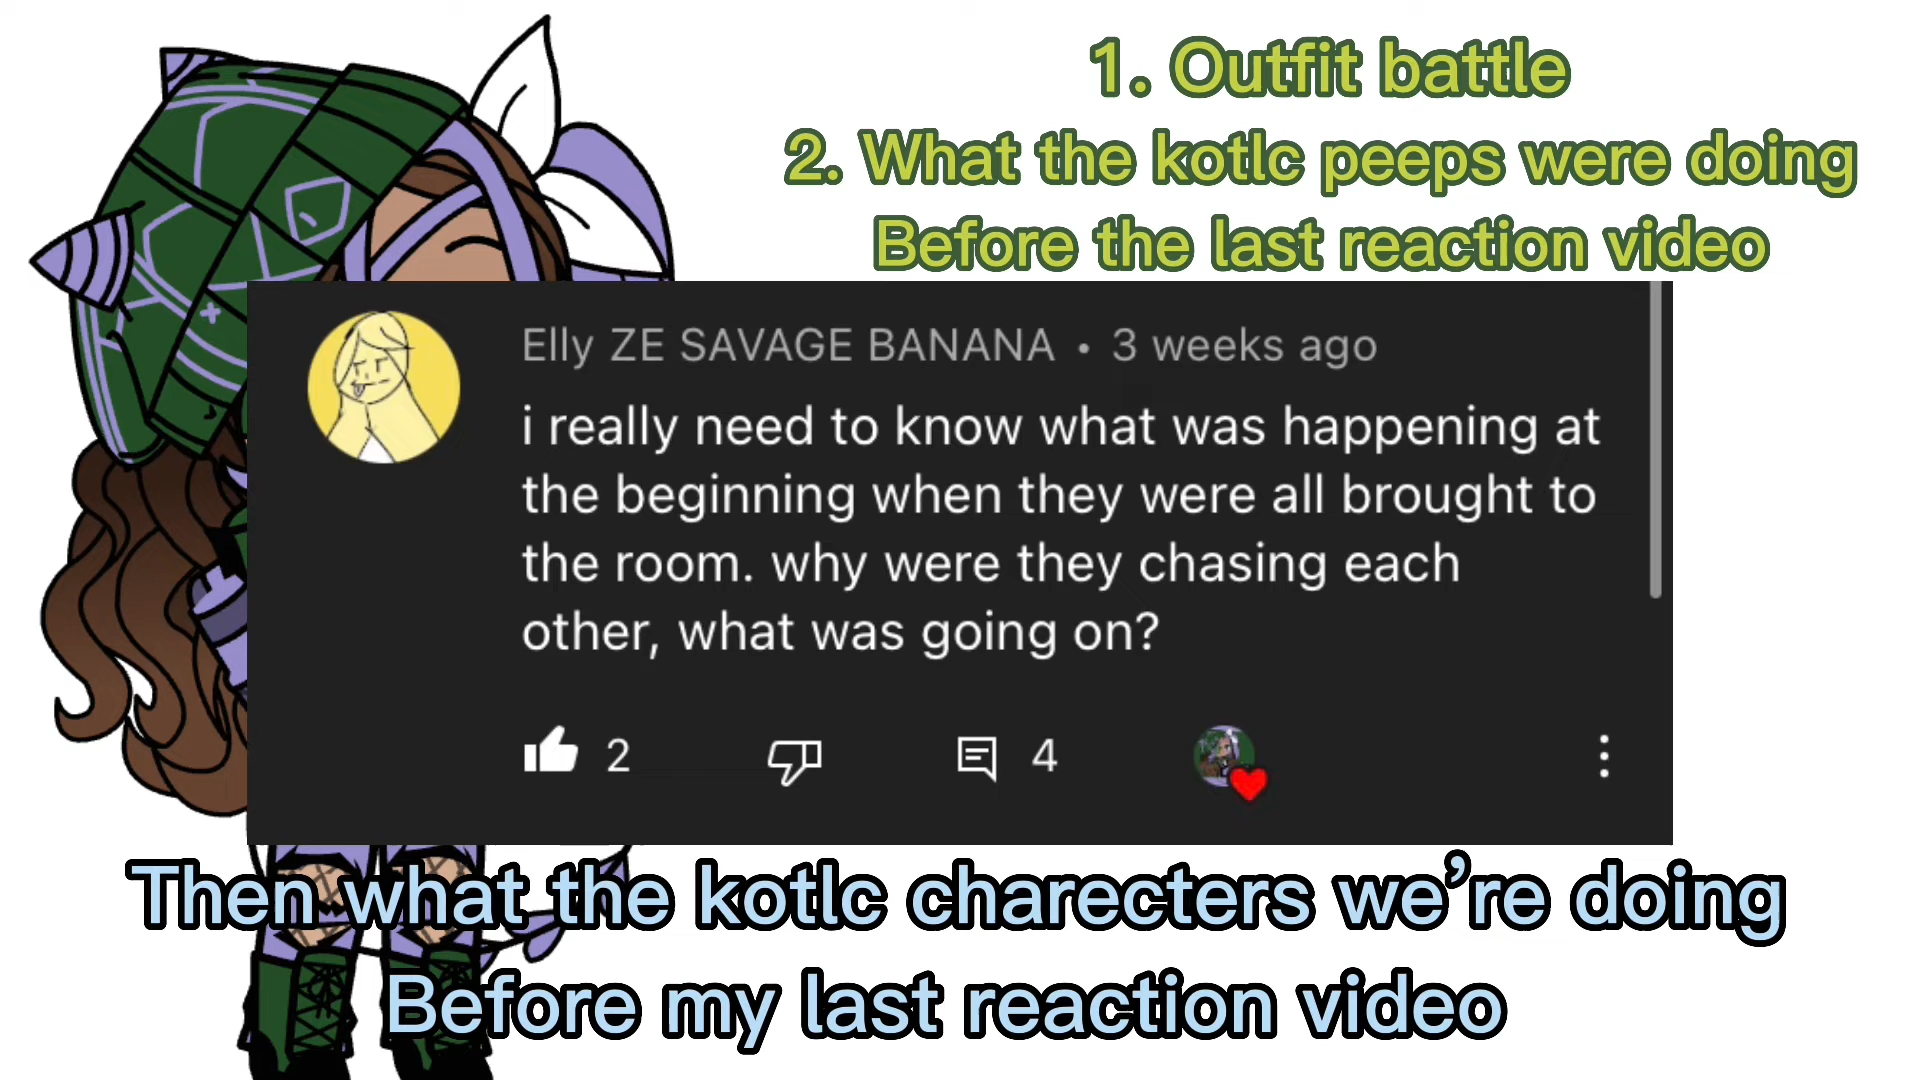 1. Outfit battle
2. What the kotlc peeps were doing
Before the last reaction video
Elly ZE SAVAGE BANANA • 3 weeks ago
i really need to know what was happening at
the beginning when they were all brought to
the room. why were they chasing each
other, what was going on?
2 4
Then what the kotlc charecters we’re doing
Before my last reaction video